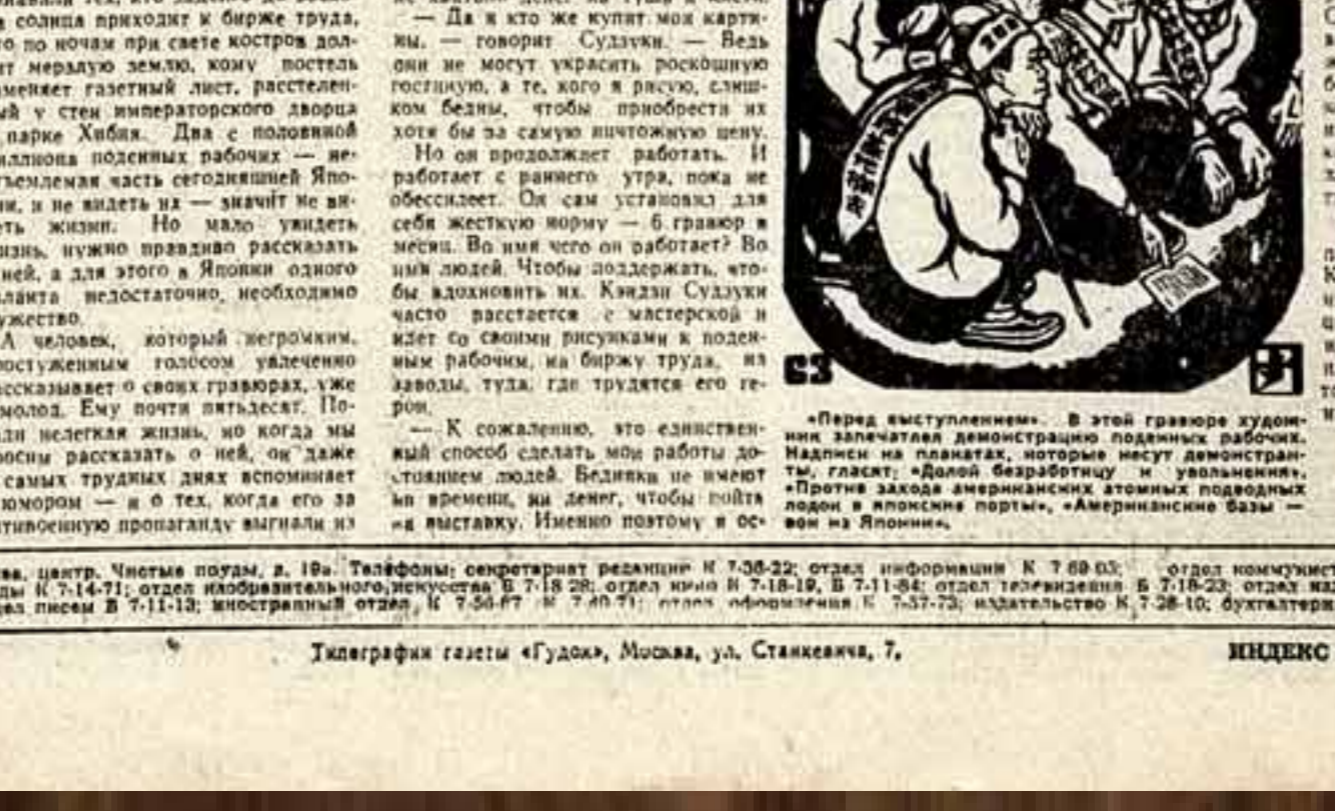 солнца приходит к бирже труда,
по ночам при свете костров дол-
мерзлую землю, кому постель
меняет газетный лист, расстелен-
у стен императорского дворца
парке Хибия. Два с половиной
миллиона поденных рабочих — не-
отъемлемая часть сегодняшней Япо-
и не видеть их — значит не ви-
жизни. Но мало увидеть
жизнь, нужно правдиво рассказать
ней, а для этого в Японии одного
таланта недостаточно, необходимо
мужество.
А человек, который негромким,
простуженным голосом увлеченно
рассказывает о своих гравюрах, уже
молод. Ему почти пятьдесят. По-
нелегкая жизнь, но когда мы
просим рассказать о ней, он даже
самых трудных днях вспоминает
юмором — и о тех, когда его за
антивоенную пропаганду выгнали из
— Да и кто же купит мои карти-
ны, — говорит Судзуки. — Ведь
они не могут украсить роскошную
гостиную, а те, кого я рисую, слиш-
ком бедны, чтобы приобрести их
хотя бы за самую ничтожную цену.
Но он продолжает работать. И
работает с раннего утра, пока не
обессилеет. Он сам установил для
себя жесткую норму — 6 гравюр в
месяц. Во имя чего он работает? Во
имя людей. Чтобы поддержать, что-
бы вдохновить их. Кэндзи Судзуки
часто расстается с мастерской и
идет со своими рисунками к поден-
ным рабочим, на биржу труда, на
заводы, туда, где трудятся его ге-
рои.
— К сожалению, это единствен-
ный способ сделать мои работы до-
стоянием людей. Бедняки не имеют
ни времени, ни денег, чтобы пойти
на выставку. Именно поэтому я ос-
63
«Перед выступлением». В этой гравюре худож-
ник запечатлел демонстрацию поденных рабочих.
Надписи на плакатах, которые несут демонстран-
ты, гласят: «Долой безработицу и увольнения»,
«Против захода американских атомных подводных
лодок в японские порты», «Американские базы —
вон из Японии».
центр. Чистые пруды, д. 19а. Телефоны: секретариат редакции К 7-38-22; отдел информации К 7-69-03; отдел коммунист
К 7-14-71; отдел изобразительного искусства Б 7-18-28; отдел кино К 7-18-19, Б 7-11-84; отдел телевидения Б 7-18-23; отдел
писем В 7-11-13; иностранный отдел К отдел оформления К 7-37-73; издательство К 7-28-10; бухгалтери
Типография газеты «Гудок», Москва, ул. Станкевича, 7.
ИНДЕКС